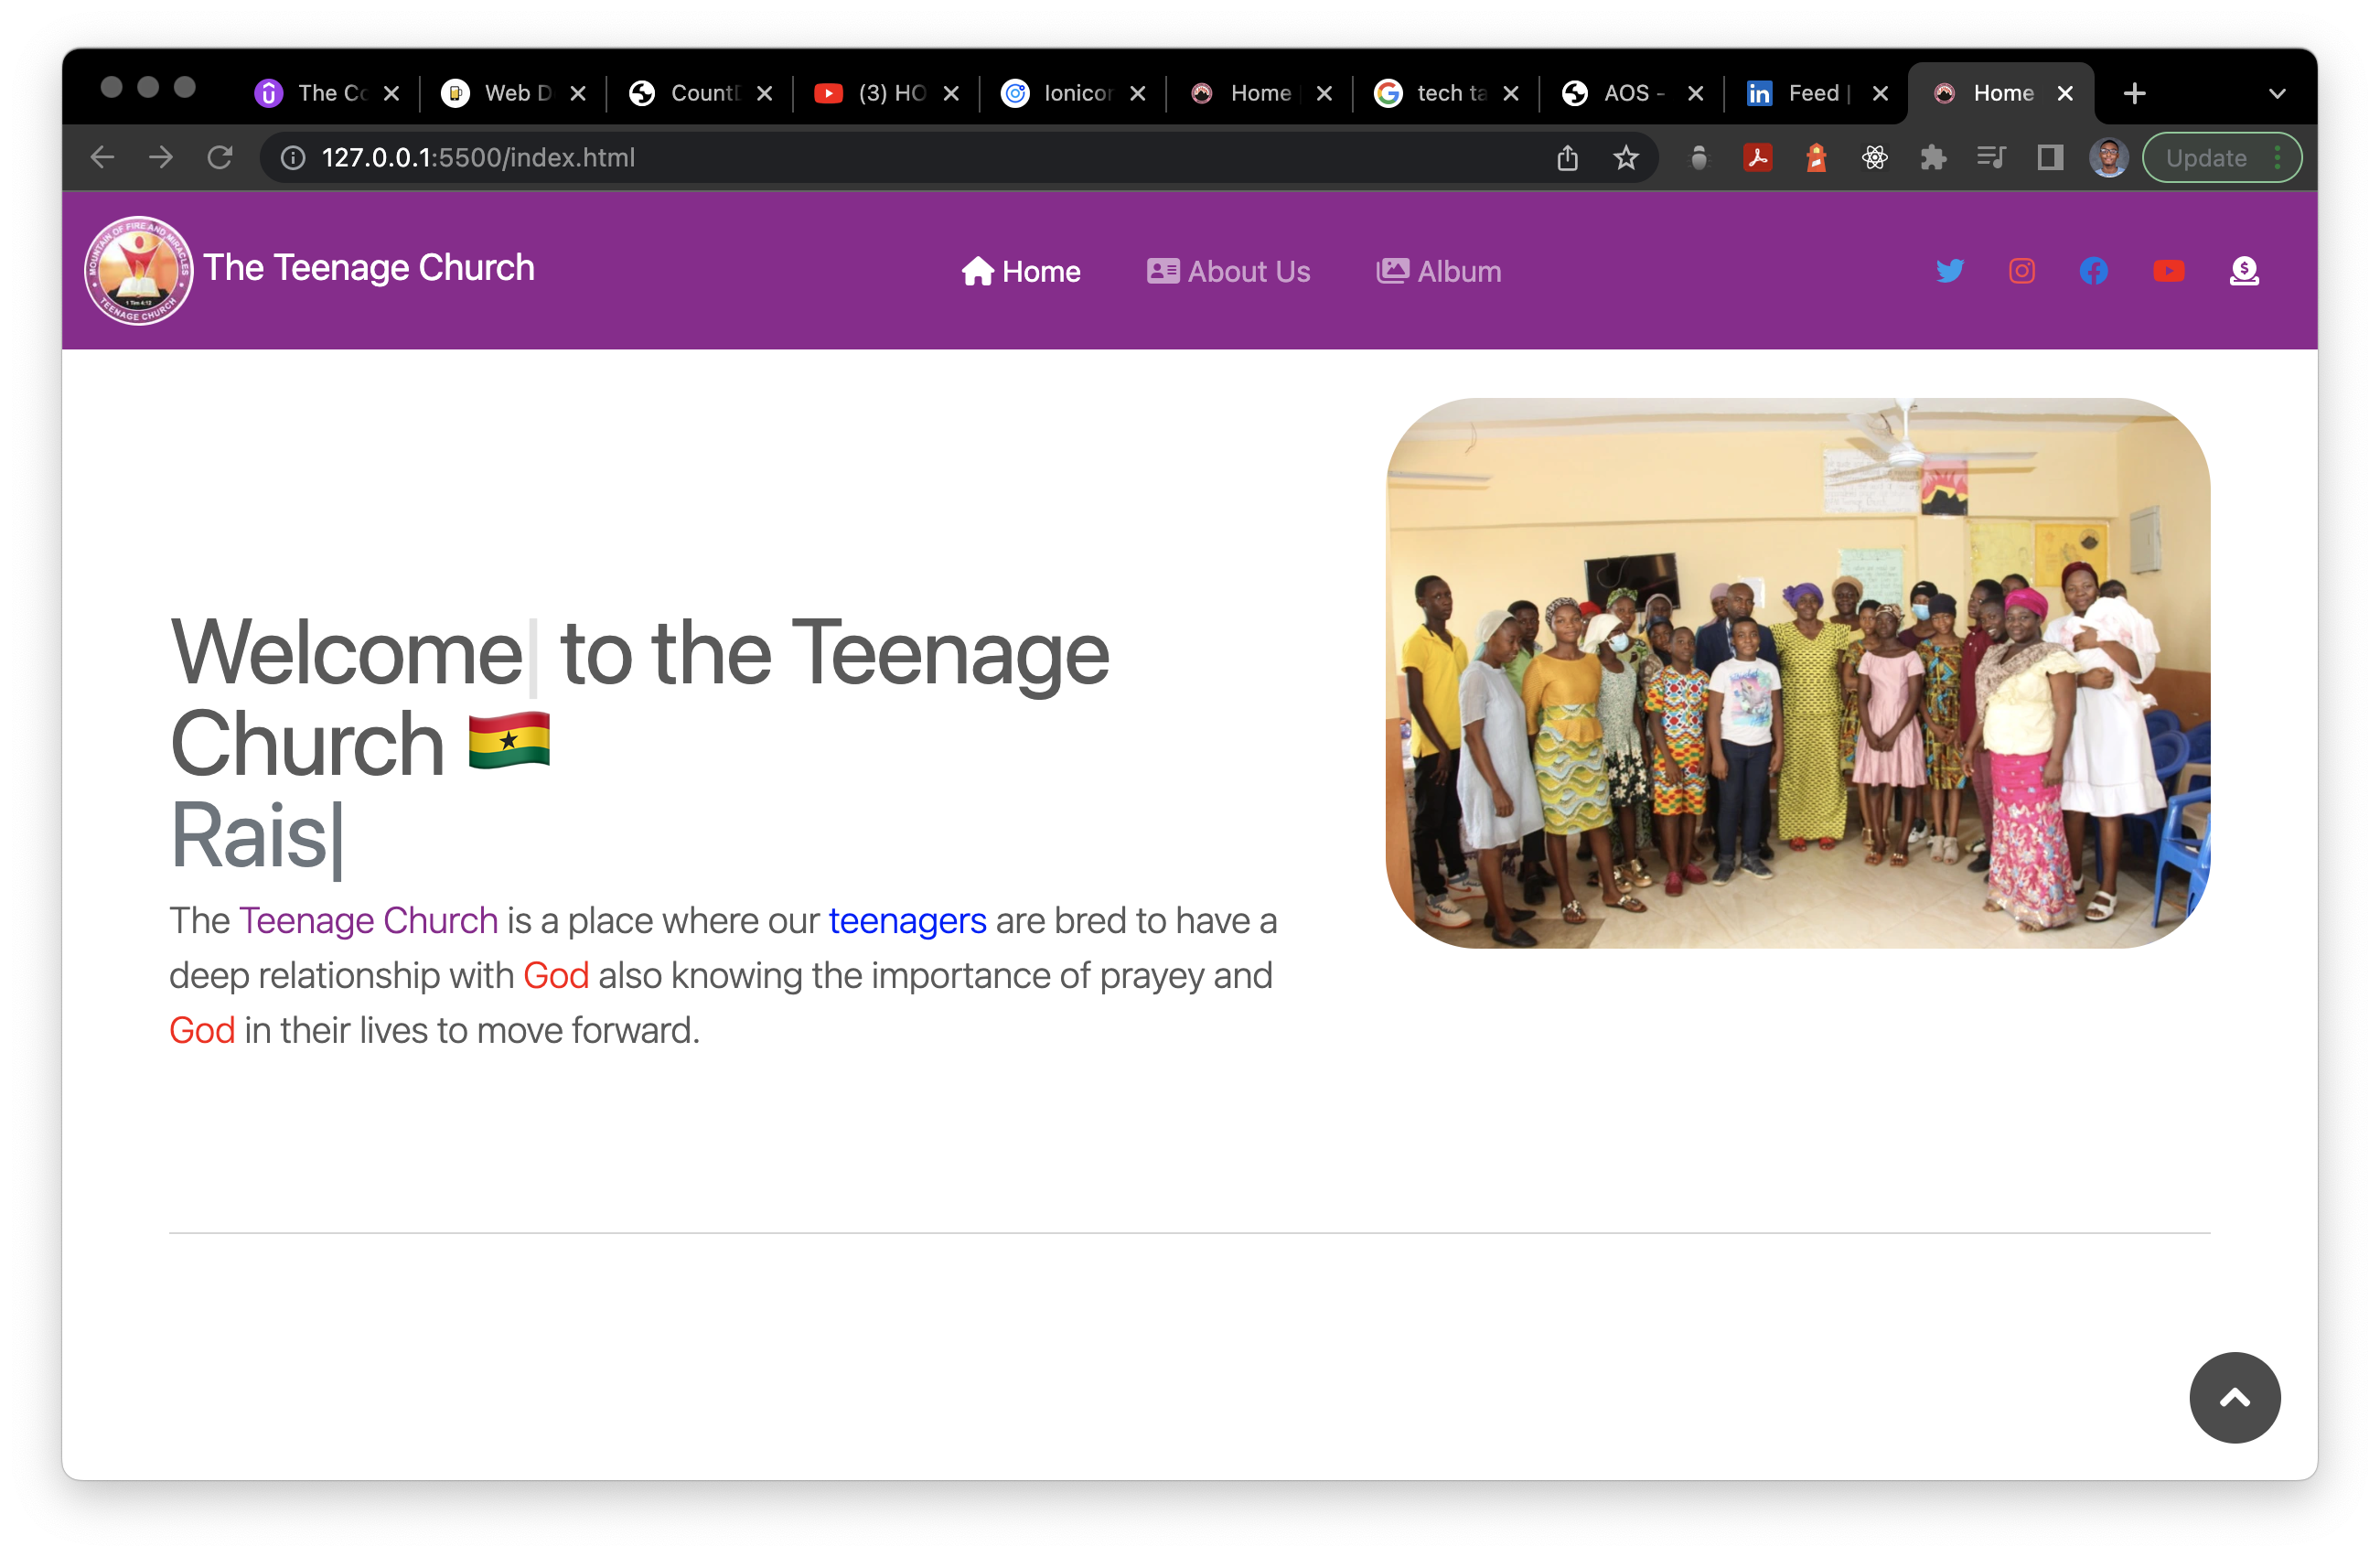 The Co
Web D
CountD
(3) HO
Ionicor
Home
tech ta
AOS -
in
Feed |
Home
127.0.0.1:5500/index.html
Update
MOUNTAIN OF FIRE AND MIRACLES
1 Tim 4:12
TEENAGE CHURCH
The Teenage Church
Home
About Us
Album
$
Welcome| to the Teenage
Church 🇬🇭
Rais|
The Teenage Church is a place where our teenagers are bred to have a
deep relationship with God also knowing the importance of prayey and
God in their lives to move forward.